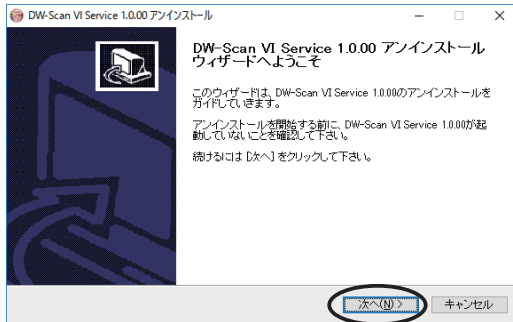 DW-Scan VI Service 1.0.00 アンインストール
DW-Scan VI Service 1.0.00 アンインストール
ウィザードへようこそ
このウィザードは、DW-Scan VI Service 1.0.00のアンインストールを
ガイドしていきます。
アンインストールを開始する前に、DW-Scan VI Service 1.0.00が起
動していないことを確認して下さい。
続けるには [次へ] をクリックして下さい。
次へ(N) >
キャンセル